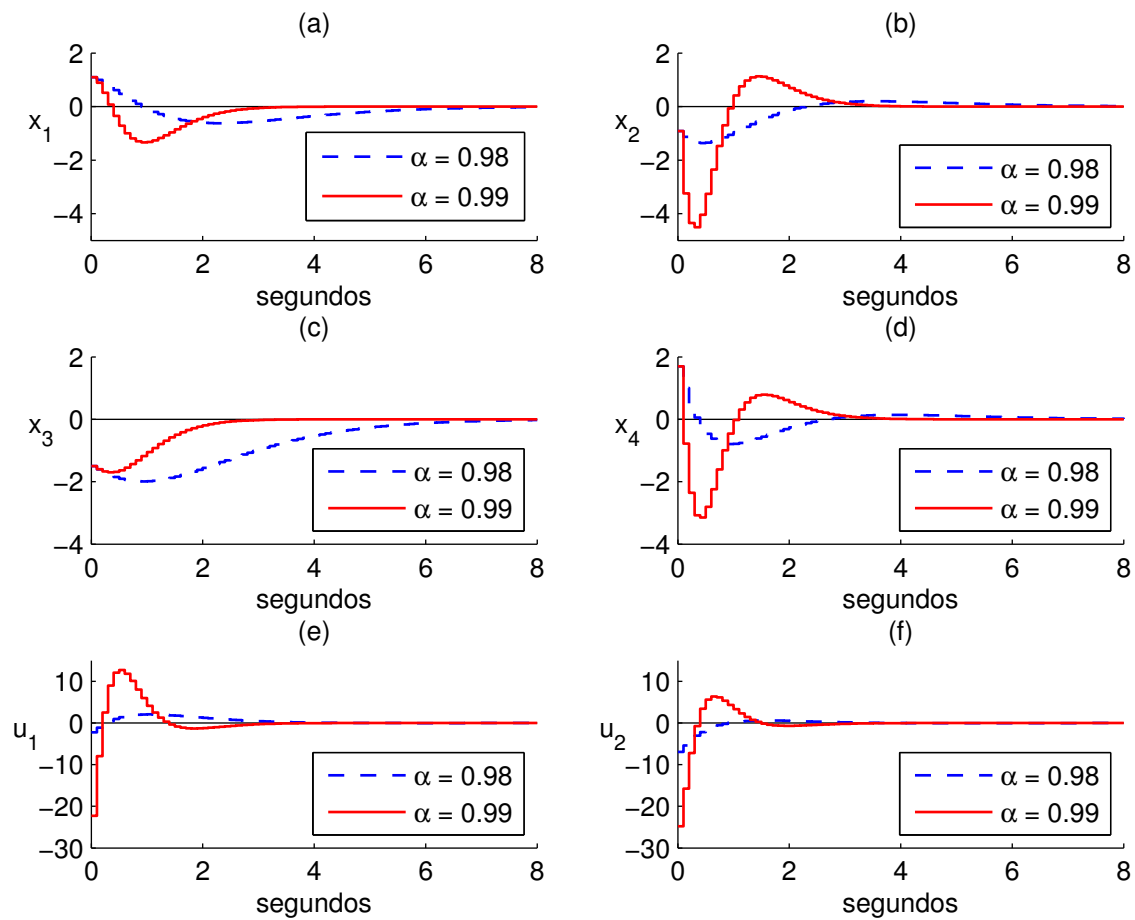 (a)
2
0
−2
−4
x1
α = 0.98
α = 0.99
0 2 4 6 8
segundos
(b)
2
0
−2
−4
x2
α = 0.98
α = 0.99
0 2 4 6 8
segundos
(c)
2
0
−2
−4
x3
α = 0.98
α = 0.99
0 2 4 6 8
segundos
(d)
2
0
−2
−4
x4
α = 0.98
α = 0.99
0 2 4 6 8
segundos
(e)
10
0
−10
−20
−30
u1
α = 0.98
α = 0.99
0 2 4 6 8
segundos
(f)
10
0
−10
−20
−30
u2
α = 0.98
α = 0.99
0 2 4 6 8
segundos